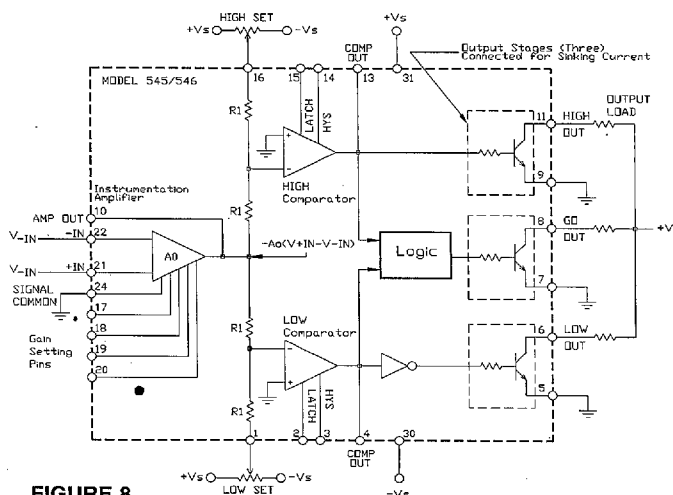 HIGH SET
+Vs
-Vs
COMP OUT
+Vs
Output Stages (Three)
Connected for Sinking Current
MODEL 545/546
16
15
14
13
31
R1
LATCH
HYS
OUTPUT LOAD
11
HIGH OUT
+
-
HIGH Comparator
9
Instrumentation Amplifier
R1
10
AMP OUT
V-IN
-IN
22
A0
-Ao(V+IN-V-IN)
Logic
8
GO OUT
+V
V-IN
+IN
21
SIGNAL COMMON
24
7
17
18
Gain Setting Pins
19
20
R1
LOW Comparator
6
LOW OUT
-
+
LATCH
HYS
5
R1
1
2
3
4
30
COMP OUT
+Vs
-Vs
LOW SET
-Vs
FIGURE 8